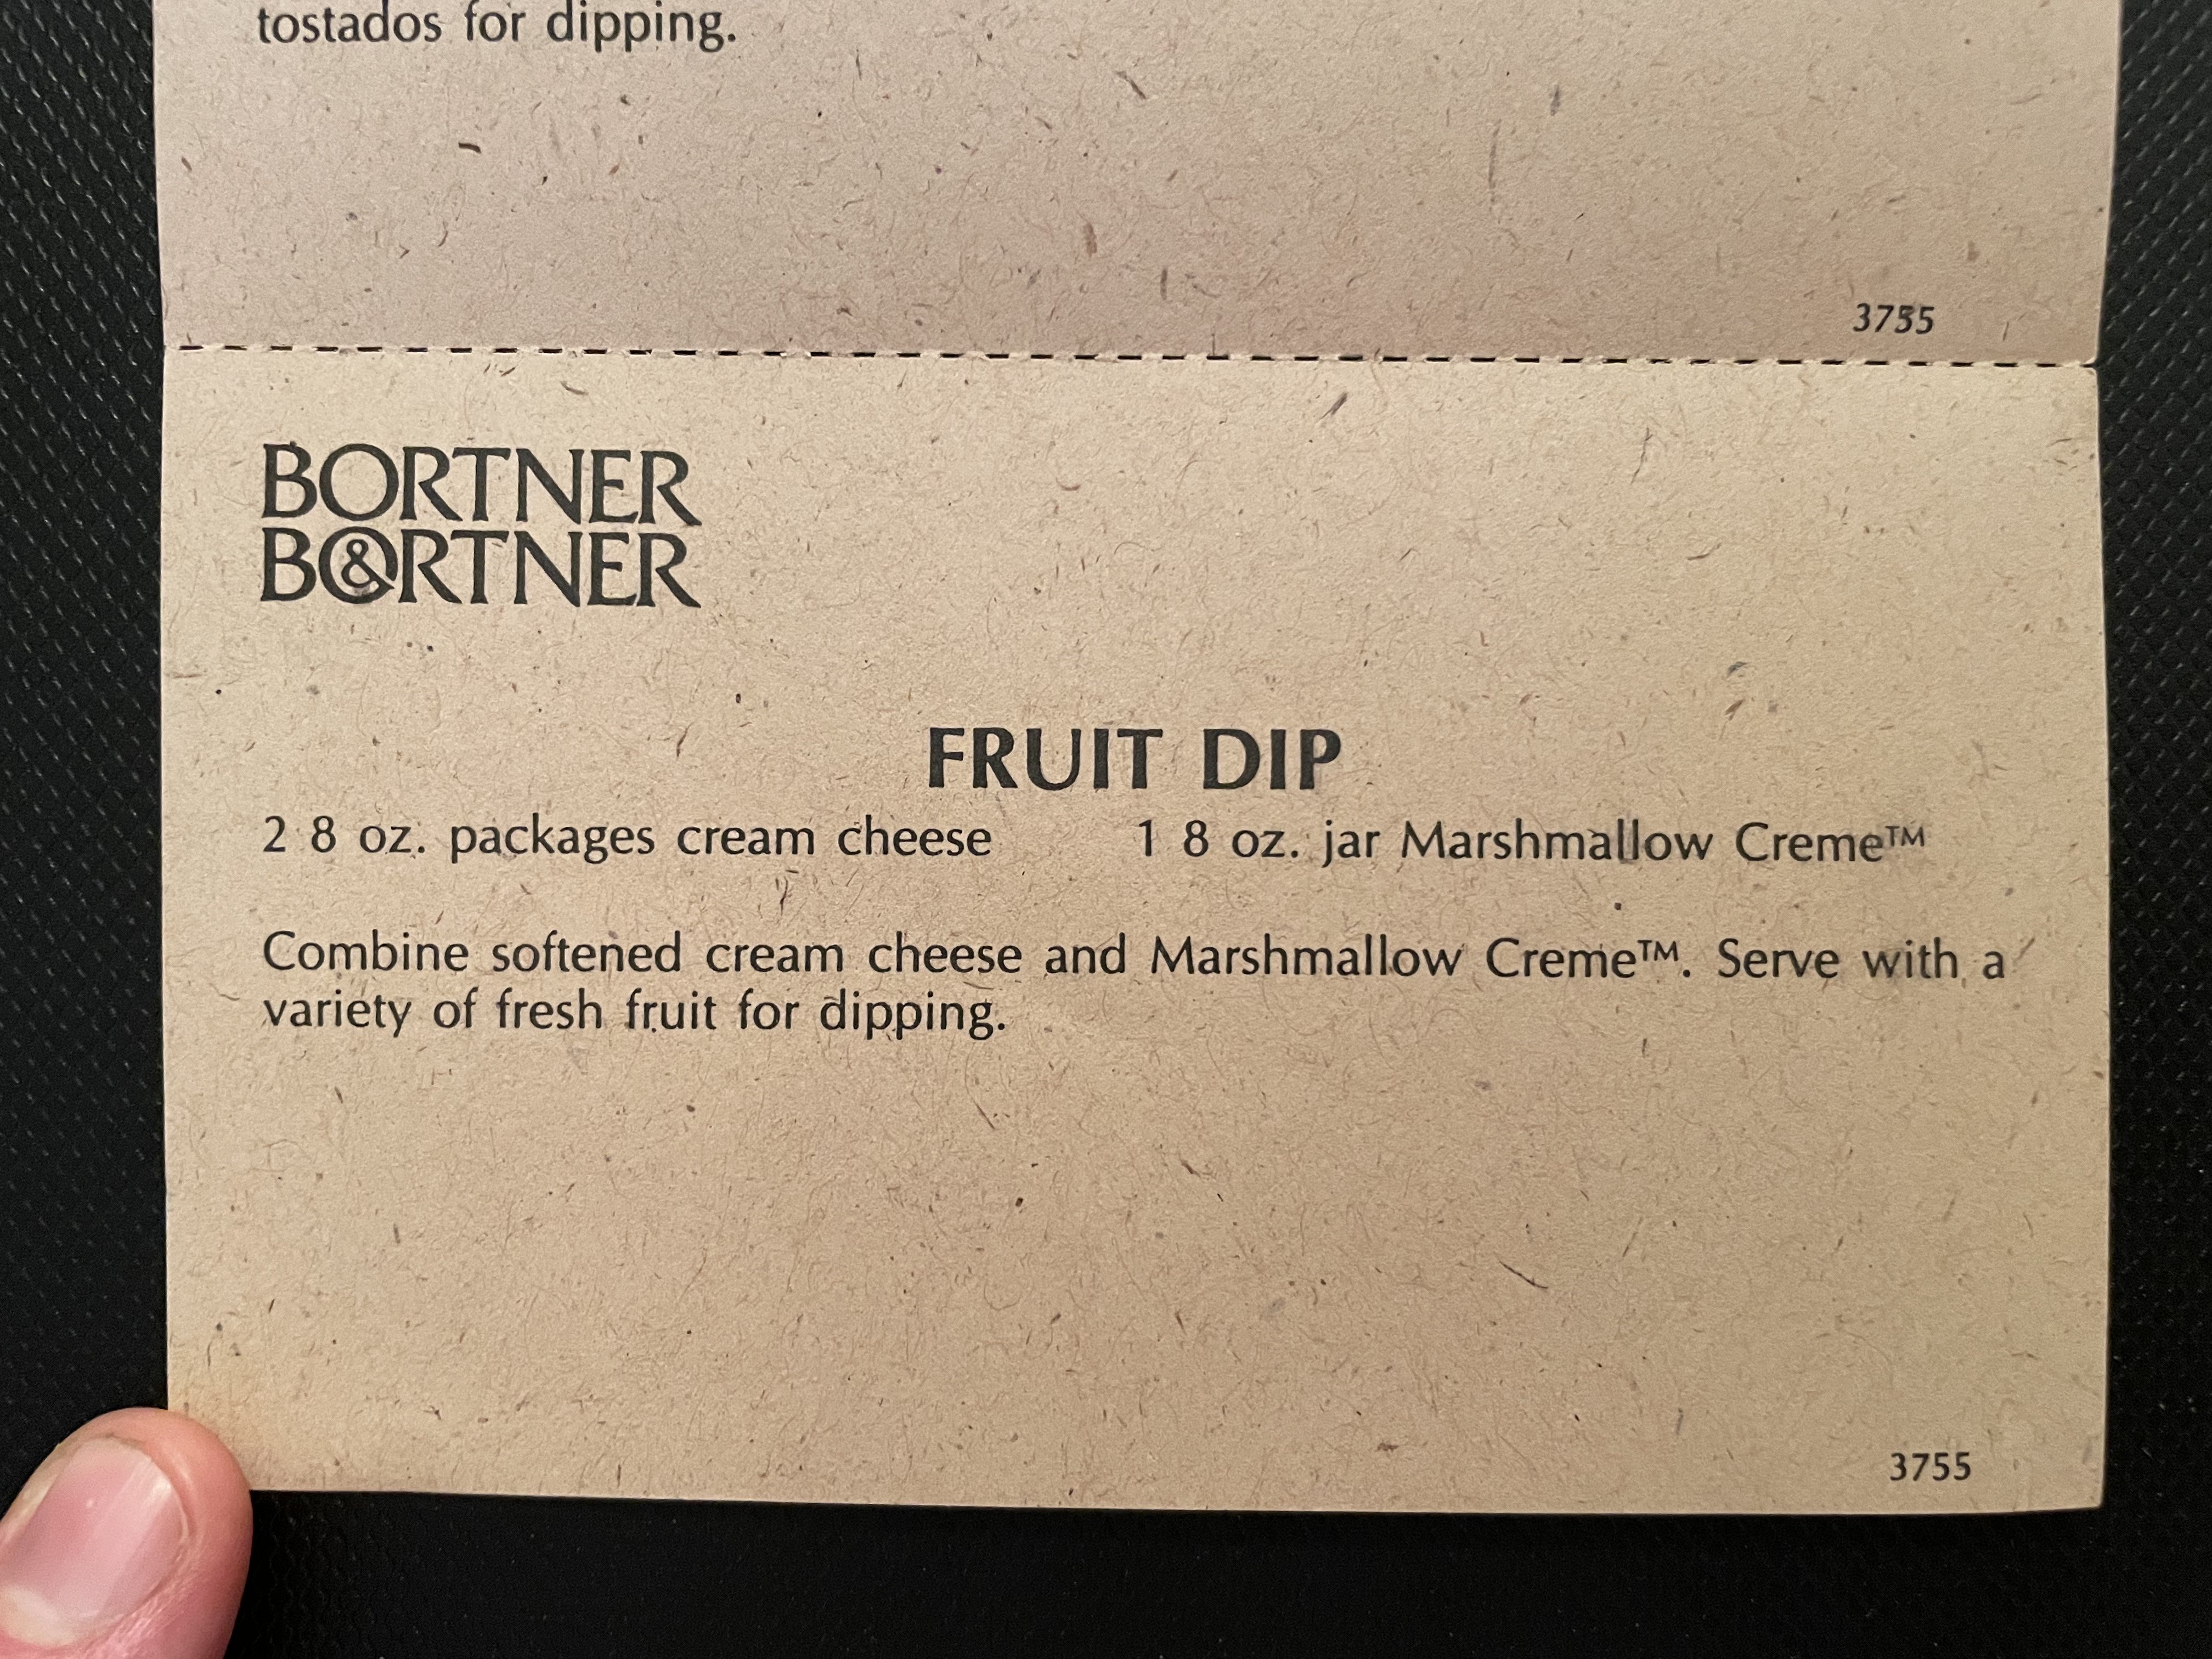 tostados for dipping.
3755
BORTNER
B&ORTNER
FRUIT DIP
2 8 oz. packages cream cheese 1 8 oz. jar Marshmallow Creme™
Combine softened cream cheese and Marshmallow Creme™. Serve with a
variety of fresh fruit for dipping.
3755